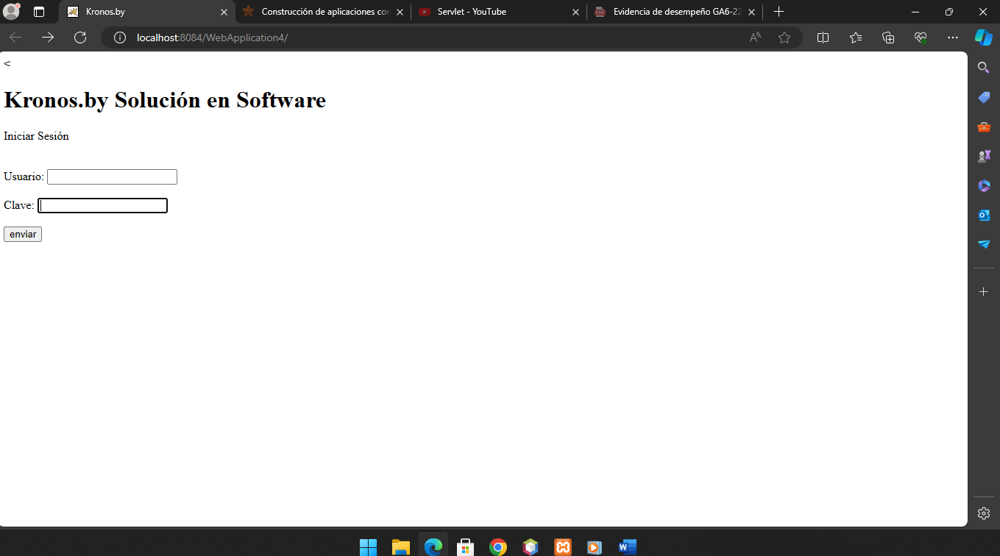 Kronos.by
Construcción de aplicaciones con
Servlet - YouTube
Evidencia de desempeño GA6-22
localhost:8084/WebApplication4/
<
Kronos.by Solución en Software
Iniciar Sesión
Usuario:
Clave:
enviar